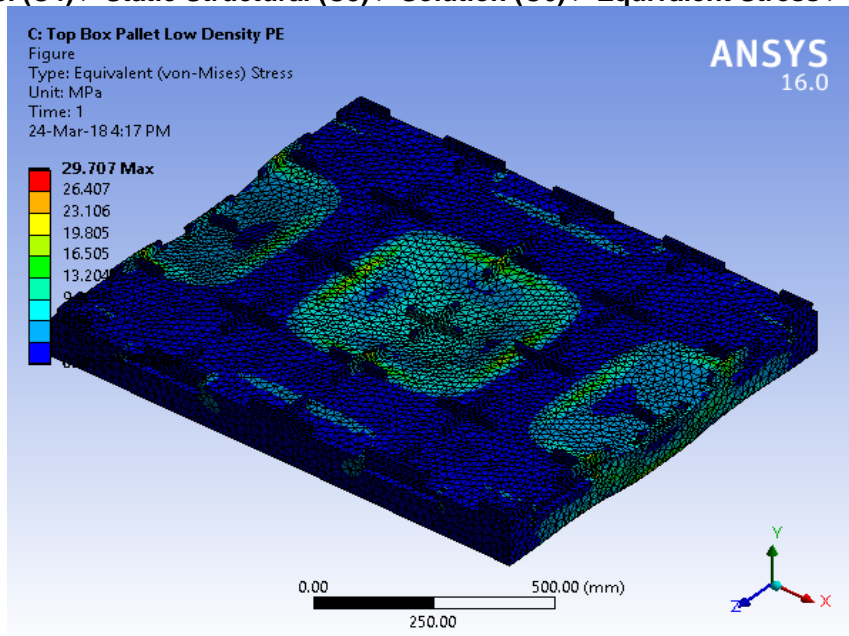 C: Top Box Pallet Low Density PE
Figure
Type: Equivalent (von-Mises) Stress
Unit: MPa
Time: 1
24-Mar-18 4:17 PM
ANSYS
16.0
29.707 Max
26.407
23.106
19.805
16.505
13.204
0.00
500.00 (mm)
250.00
Y
Z
X